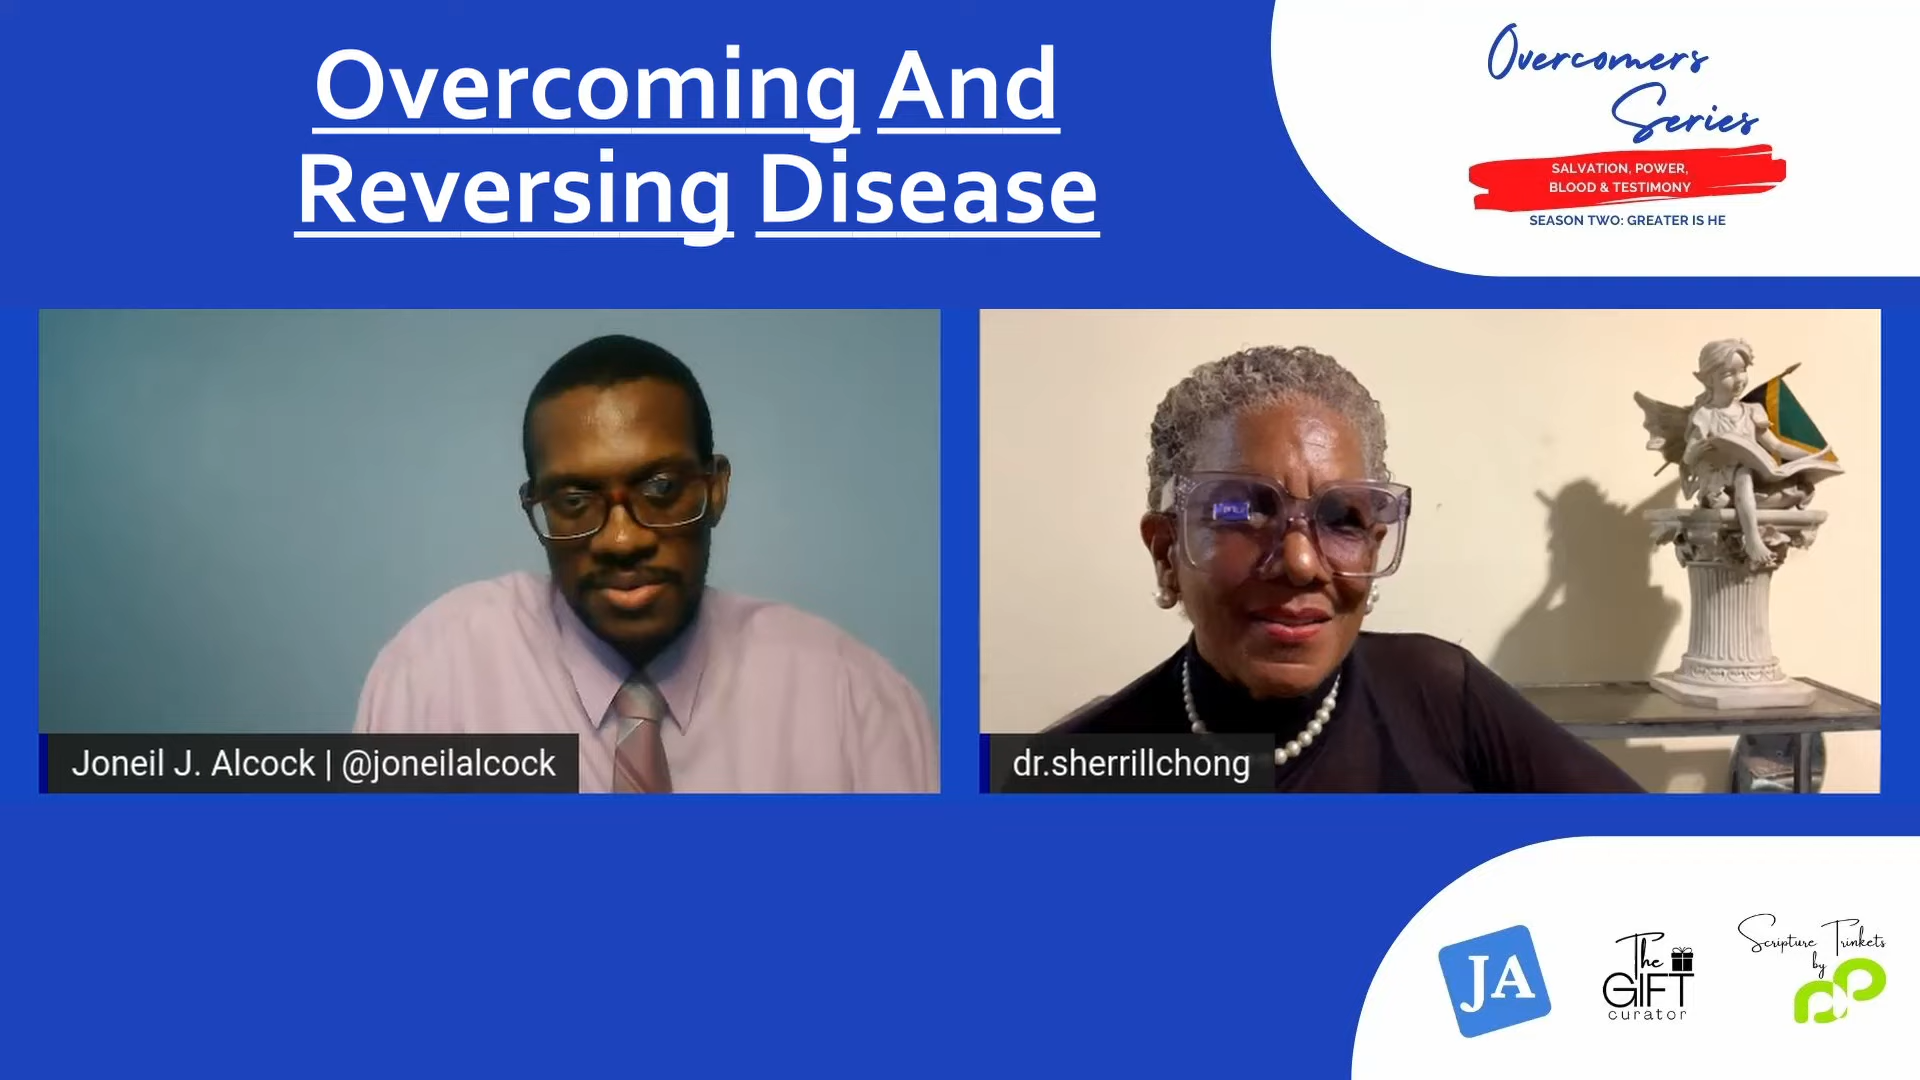 Overcoming And
Reversing Disease
Overcomers
Series
SALVATION, POWER,
BLOOD & TESTIMONY
SEASON TWO: GREATER IS HE
Joneil J. Alcock | @joneilalcock
dr.sherrillchong
JA
The
GIFT
curator
Scripture Trinkets
by